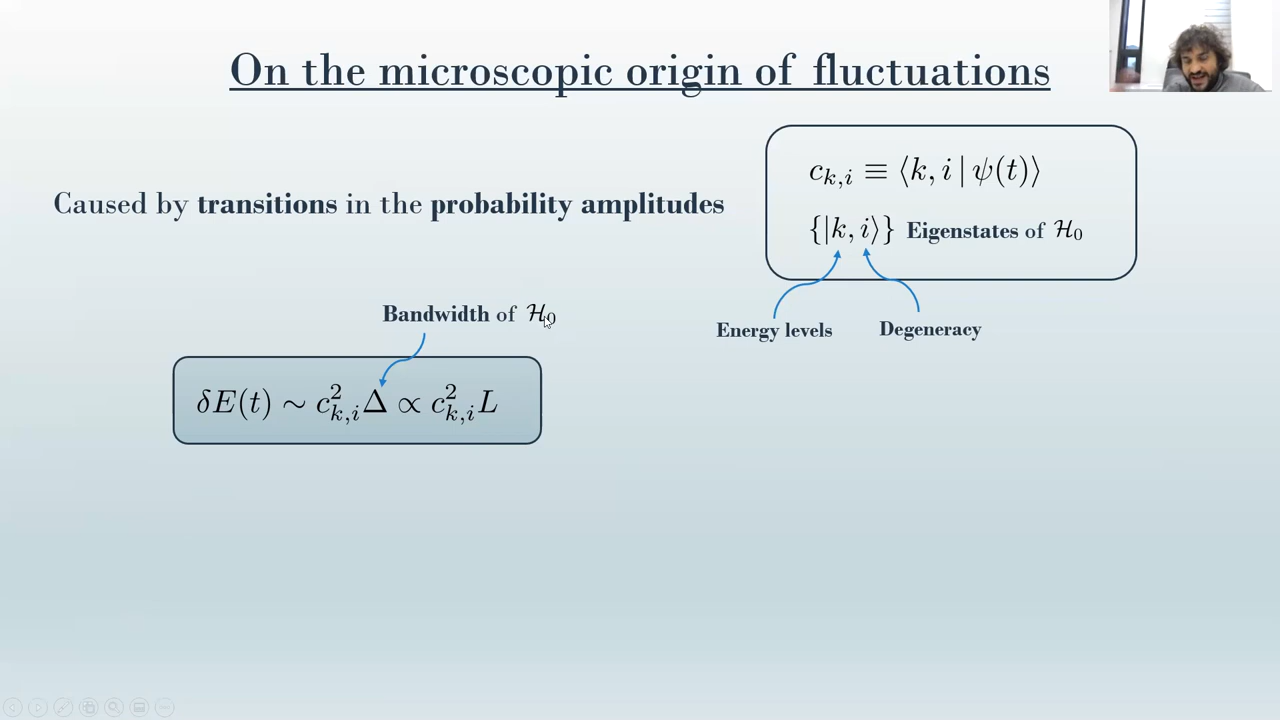 On the microscopic origin of fluctuations
Caused by transitions in the probability amplitudes
c_{k,i} ≡ ⟨k, i | ψ(t)⟩
{|k, i⟩} Eigenstates of ℋ₀
Energy levels
Degeneracy
Bandwidth of ℋ₀
δE(t) ∼ c²_{k,i}Δ ∝ c²_{k,i}L